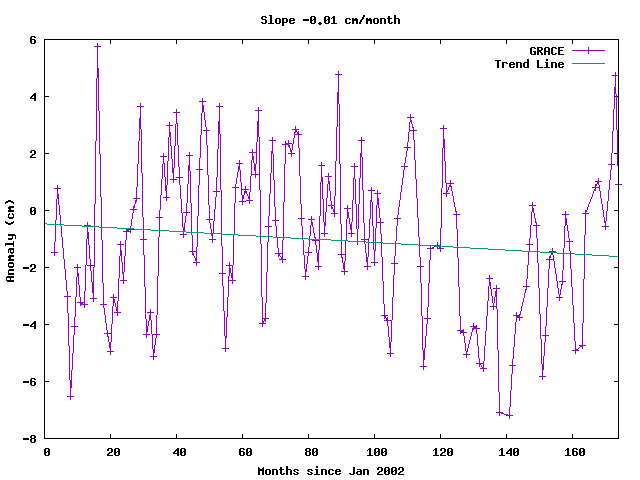 Slope -0.01 cm/month
GRACE
Trend Line
6
4
2
0
-2
-4
-6
-8
Anomaly (cm)
0 20 40 60 80 100 120 140 160
Months since Jan 2002